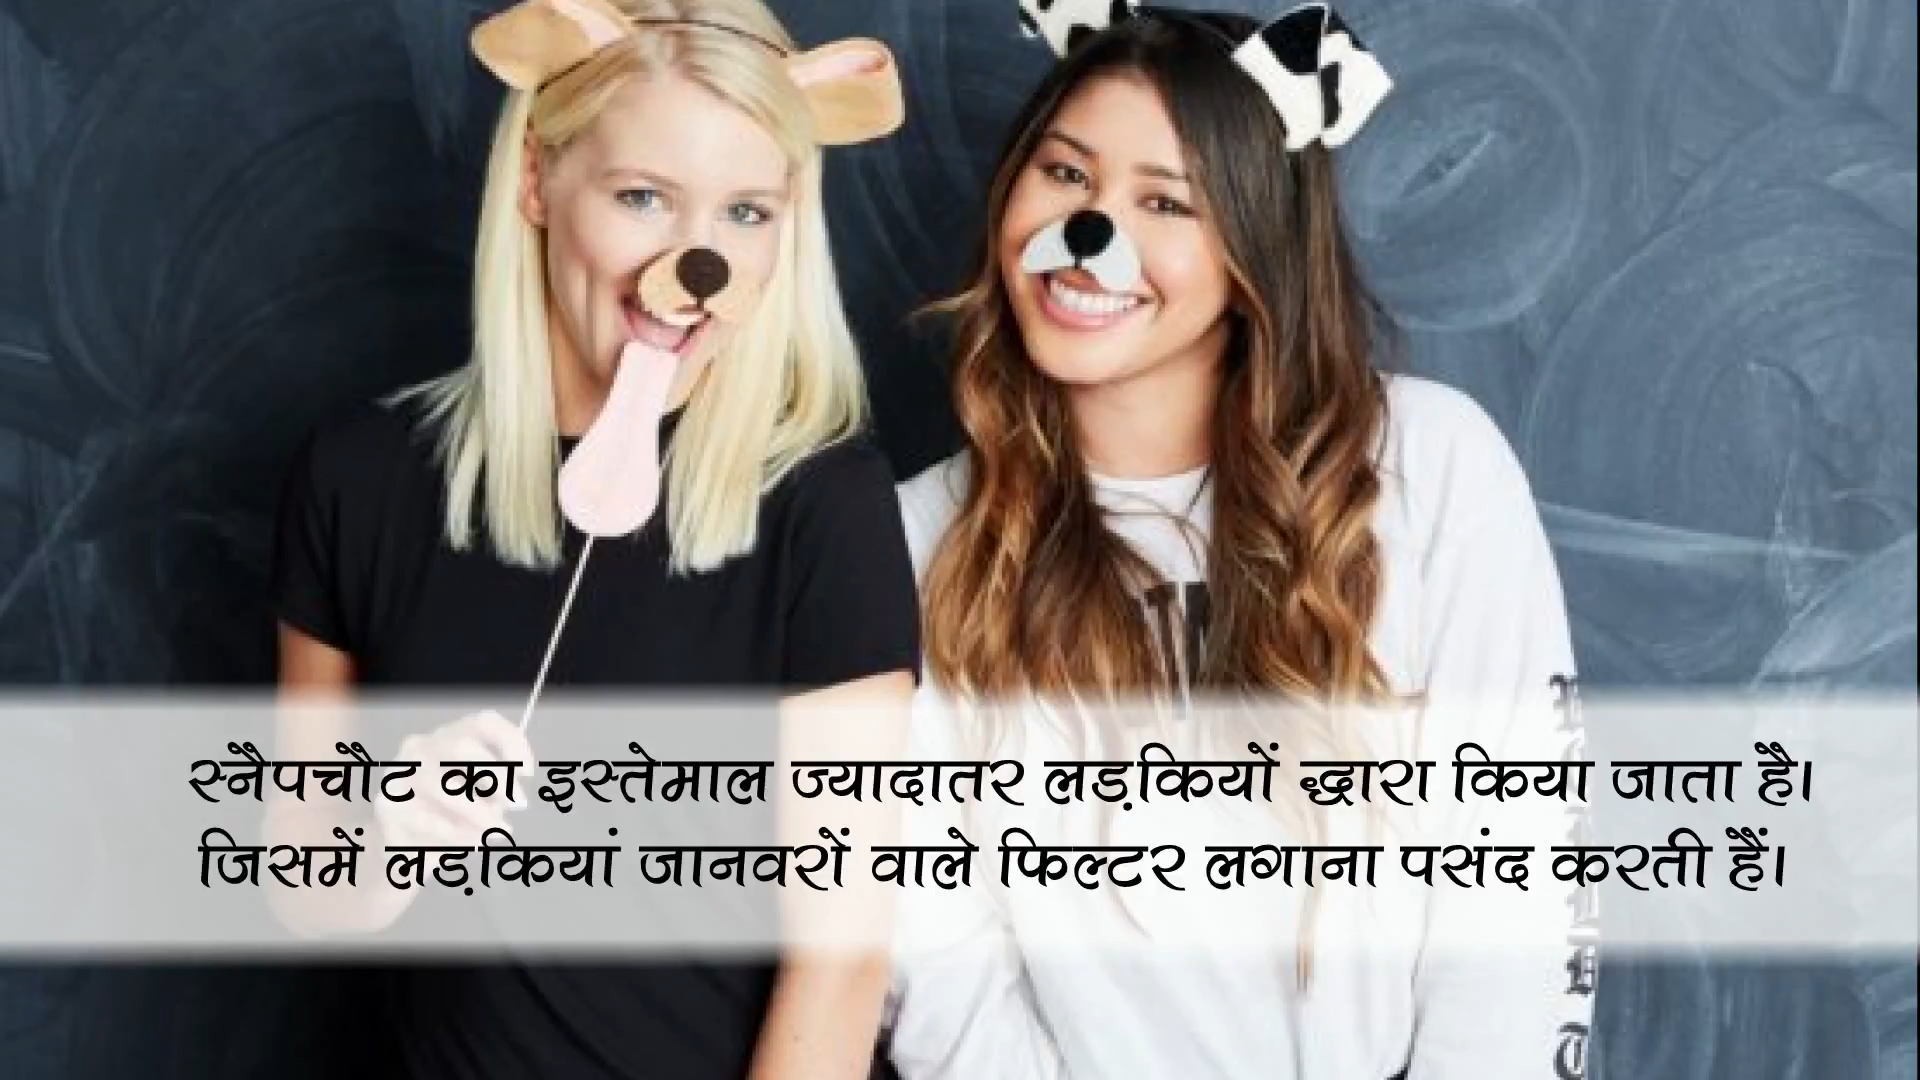 स्नैपचौट का इस्तेमाल ज्यादातर लड़कियों द्धारा किया जाता है।
जिसमें लड़कियां जानवरों वाले फिल्टर लगाना पसंद करती हैं।